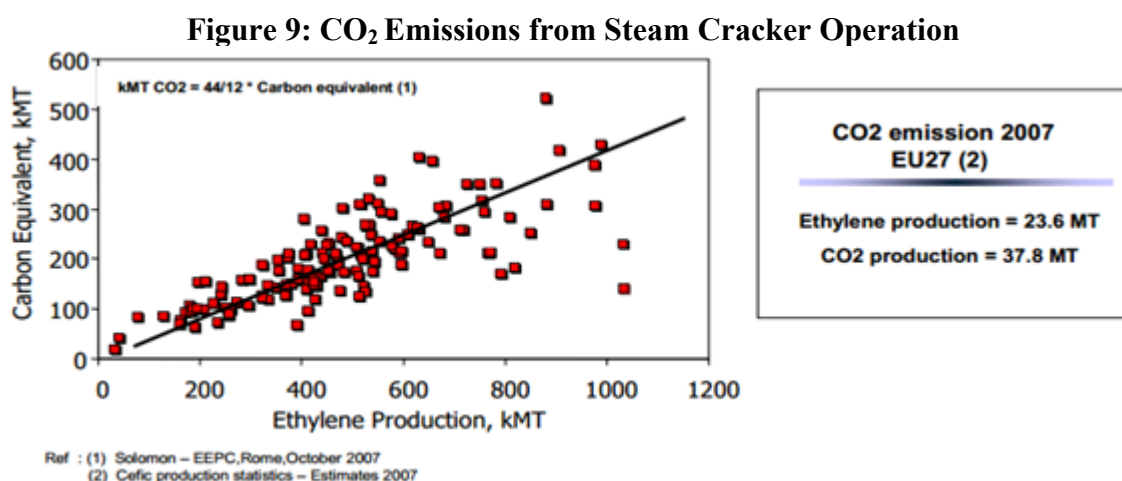 Figure 9: CO₂ Emissions from Steam Cracker Operation
600
500
400
300
200
100
0
Carbon Equivalent, kMT
kMT CO2 = 44/12 * Carbon equivalent (1)
0 200 400 600 800 1000 1200
Ethylene Production, kMT
CO2 emission 2007
EU27 (2)
Ethylene production = 23.6 MT
CO2 production = 37.8 MT
Ref : (1) Solomon – EEPC,Rome,October 2007
(2) Cefic production statistics – Estimates 2007